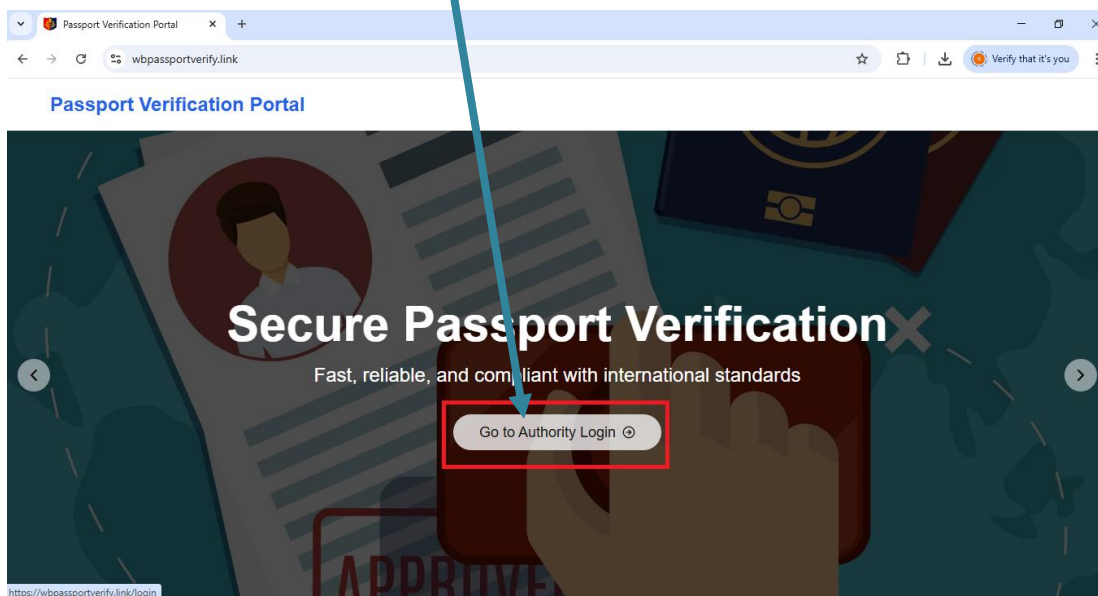 Passport Verification Portal
wbpassportverify.link
Verify that it's you
Passport Verification Portal
Secure Passport Verification
Fast, reliable, and compliant with international standards
Go to Authority Login
APPROVE
https://wbpassportverify.link/login